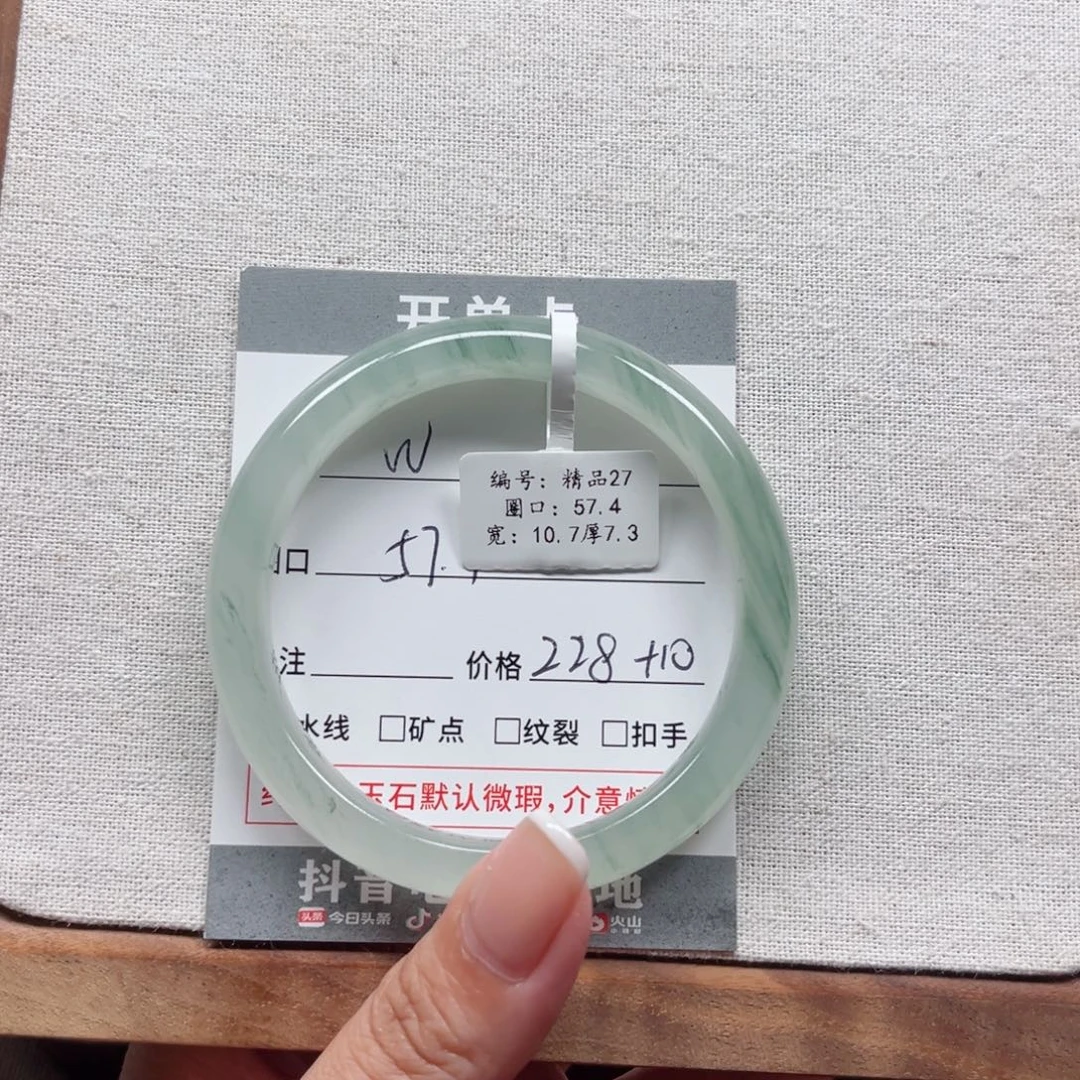 开单卡
W
编号: 精品27
圈口: 57.4
宽: 10.7厚7.3
口 57.
注 价格 228 +10
水线 □矿点 □纹裂 □扣手
玉石默认微瑕,介意
抖音 地
头条 今日头条 火山